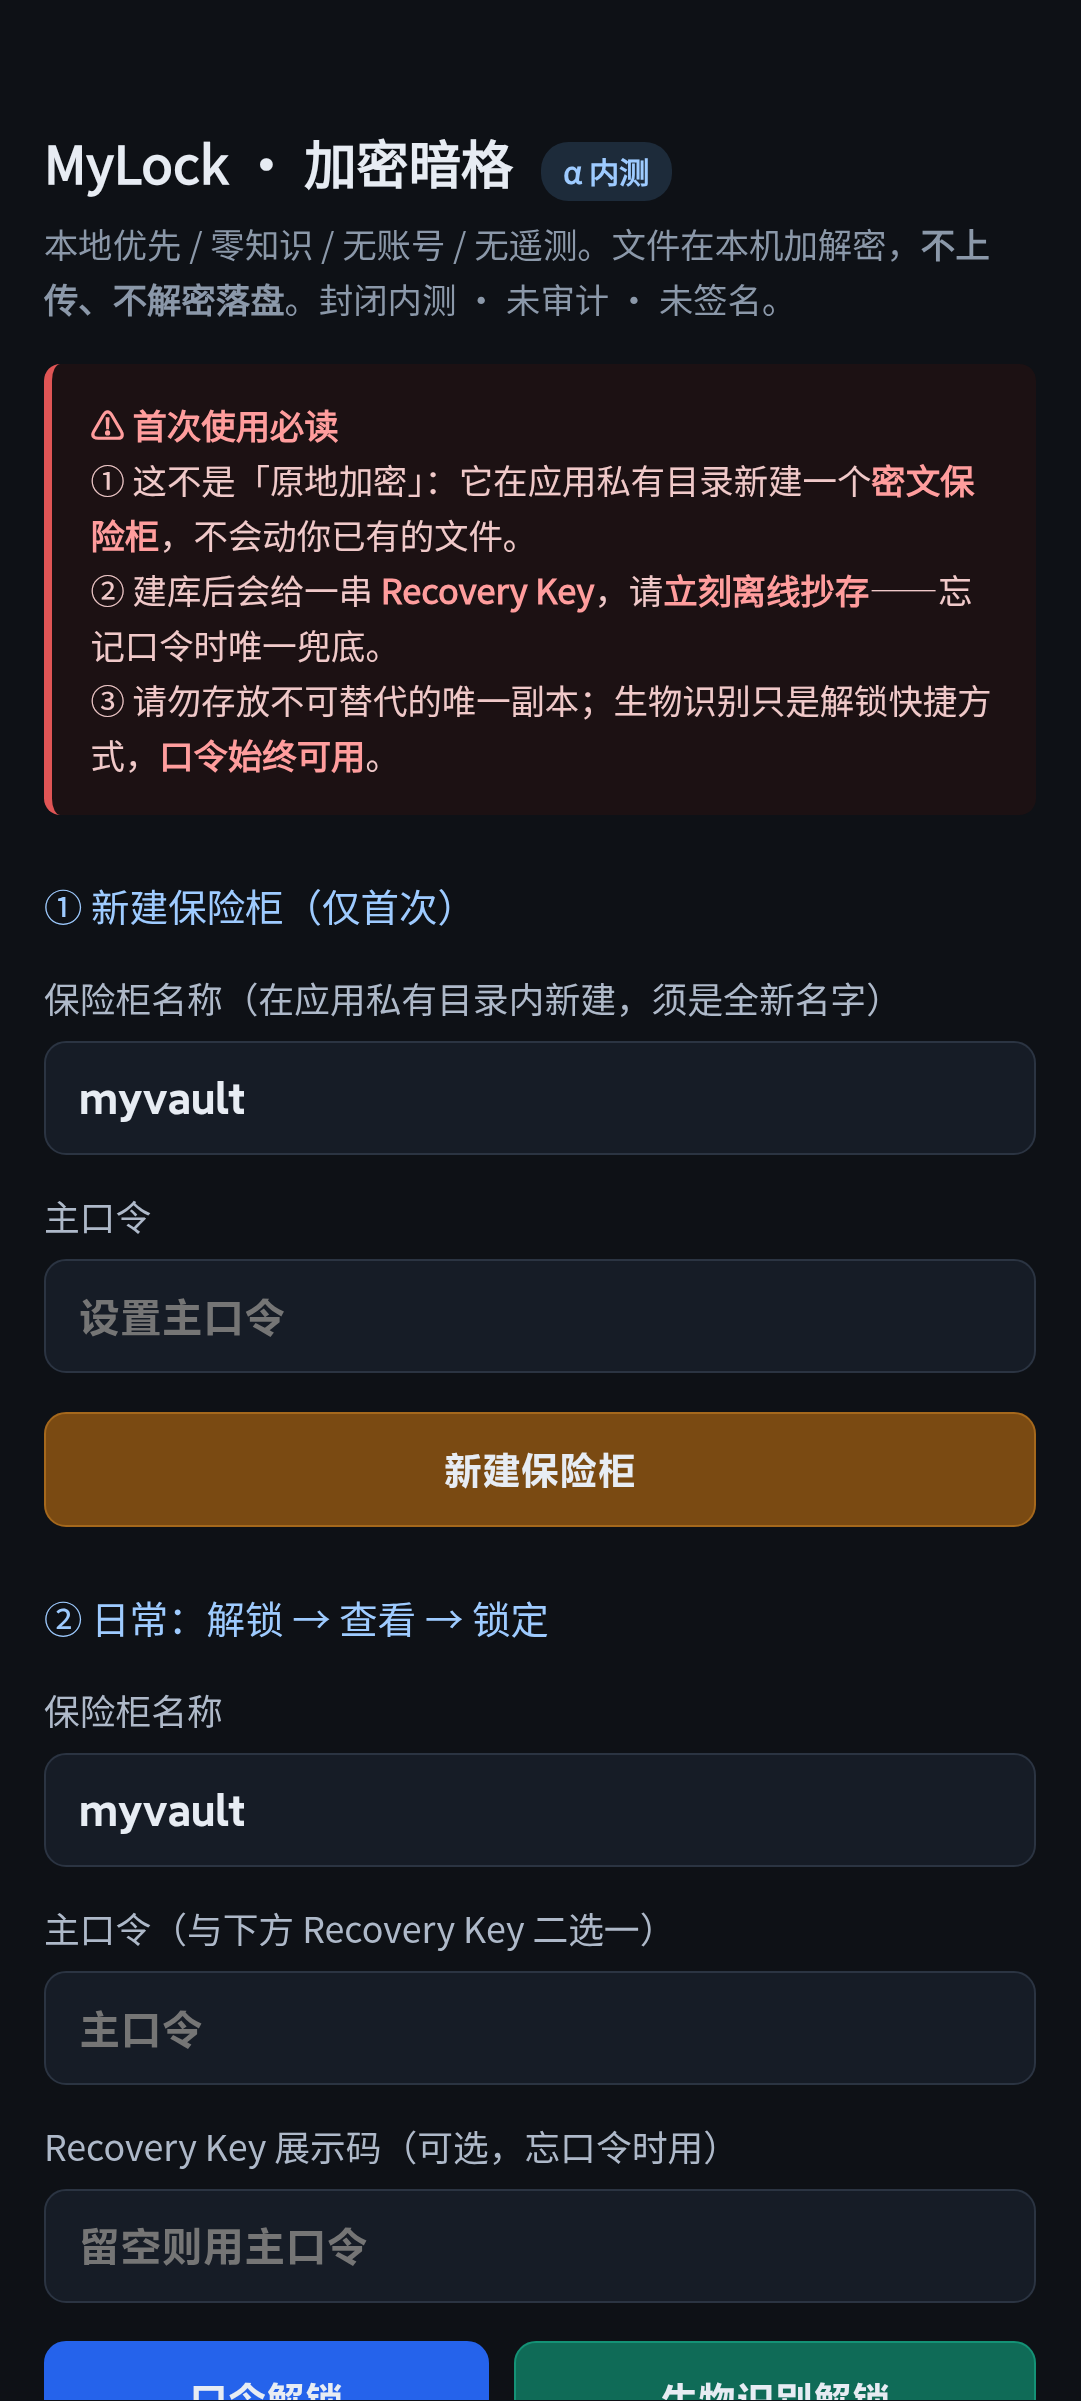 MyLock · 加密暗格 α 内测
本地优先 / 零知识 / 无账号 / 无遥测。文件在本机加解密，不上
传、不解密落盘。封闭内测 · 未审计 · 未签名。
⚠ 首次使用必读
① 这不是「原地加密」：它在应用私有目录新建一个密文保
险柜，不会动你已有的文件。
② 建库后会给一串 Recovery Key，请立刻离线抄存——忘
记口令时唯一兜底。
③ 请勿存放不可替代的唯一副本；生物识别只是解锁快捷方
式，口令始终可用。
① 新建保险柜（仅首次）
保险柜名称（在应用私有目录内新建，须是全新名字）
myvault
主口令
设置主口令
新建保险柜
② 日常：解锁 → 查看 → 锁定
保险柜名称
myvault
主口令（与下方 Recovery Key 二选一）
主口令
Recovery Key 展示码（可选，忘口令时用）
留空则用主口令
口令解锁 生物识别解锁